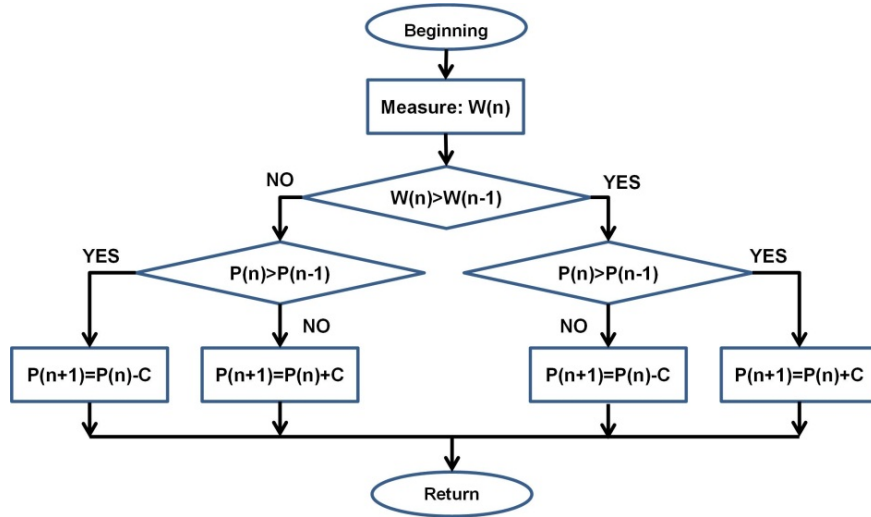 Beginning
Measure: W(n)
W(n)>W(n-1)
NO
YES
YES
P(n)>P(n-1)
NO
P(n)>P(n-1)
YES
NO
P(n+1)=P(n)-C
P(n+1)=P(n)+C
P(n+1)=P(n)-C
P(n+1)=P(n)+C
Return